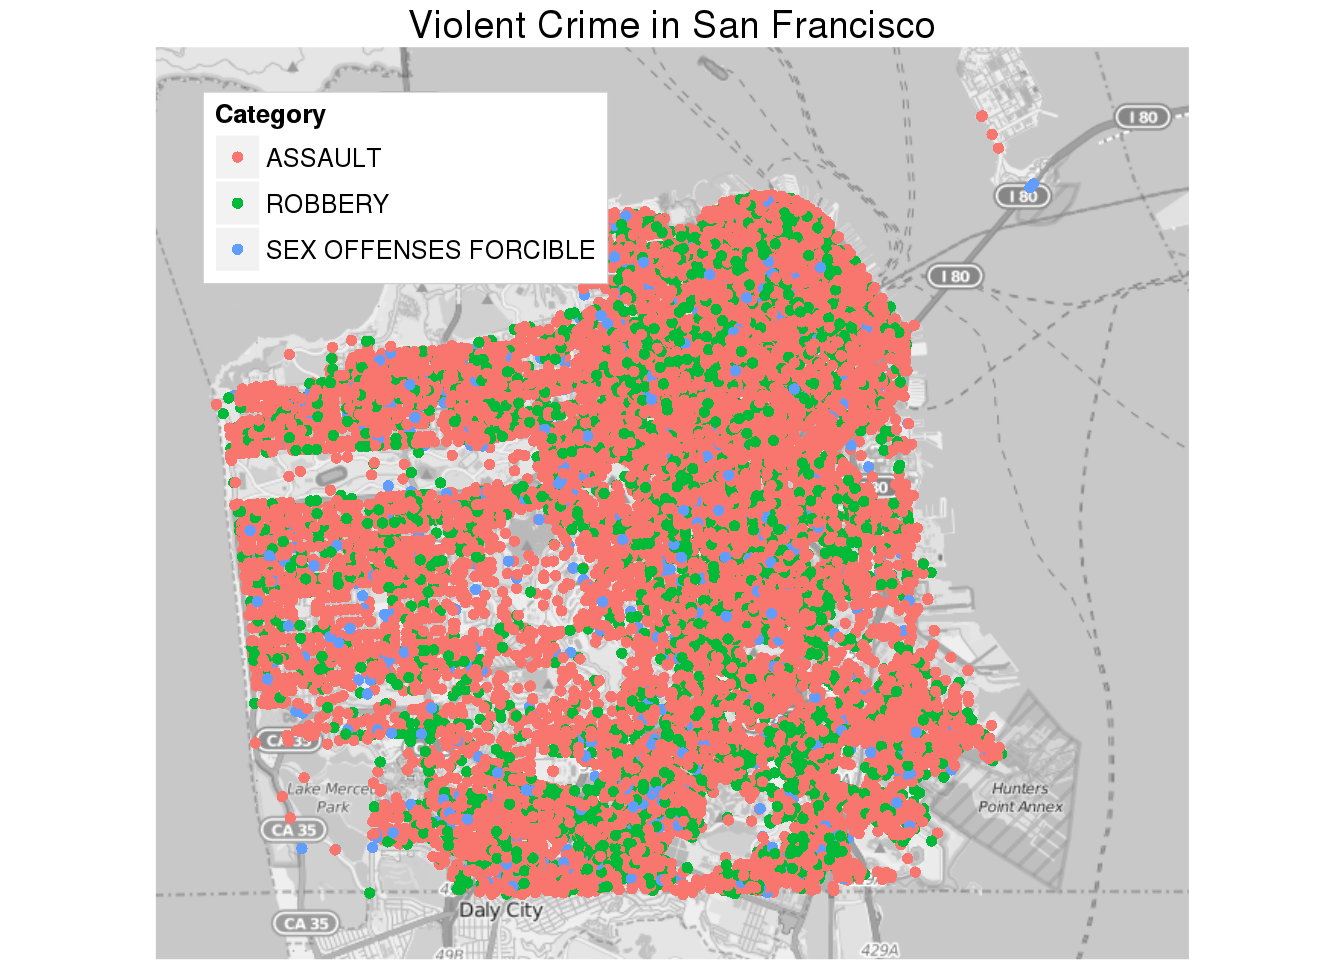 Violent Crime in San Francisco
Category
ASSAULT
ROBBERY
SEX OFFENSES FORCIBLE
I 80
I 80
I 80
CA 35
Lake Merced
Park
Hunters
Point Annex
CA 35
Daly City
CA 35
49B
429A